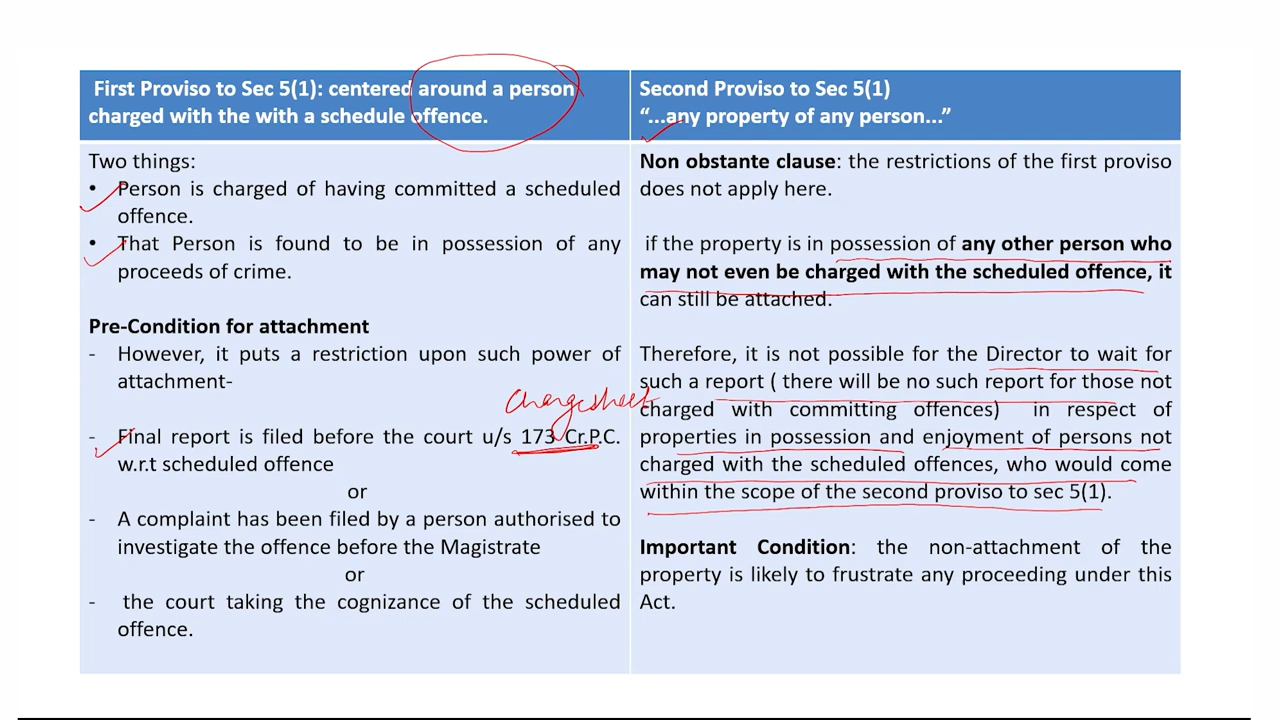 First Proviso to Sec 5(1): centered around a person
charged with the with a schedule offence.
Two things:
• Person is charged of having committed a scheduled
offence.
• That Person is found to be in possession of any
proceeds of crime.
Pre-Condition for attachment
- However, it puts a restriction upon such power of
attachment-
Chargesheet
- Final report is filed before the court u/s 173 Cr.P.C.
w.r.t scheduled offence
or
- A complaint has been filed by a person authorised to
investigate the offence before the Magistrate
or
- the court taking the cognizance of the scheduled
offence.
Second Proviso to Sec 5(1)
“...any property of any person...”
Non obstante clause: the restrictions of the first proviso
does not apply here.
if the property is in possession of any other person who
may not even be charged with the scheduled offence, it
can still be attached.
Therefore, it is not possible for the Director to wait for
such a report ( there will be no such report for those not
charged with committing offences) in respect of
properties in possession and enjoyment of persons not
charged with the scheduled offences, who would come
within the scope of the second proviso to sec 5(1).
Important Condition: the non-attachment of the
property is likely to frustrate any proceeding under this
Act.